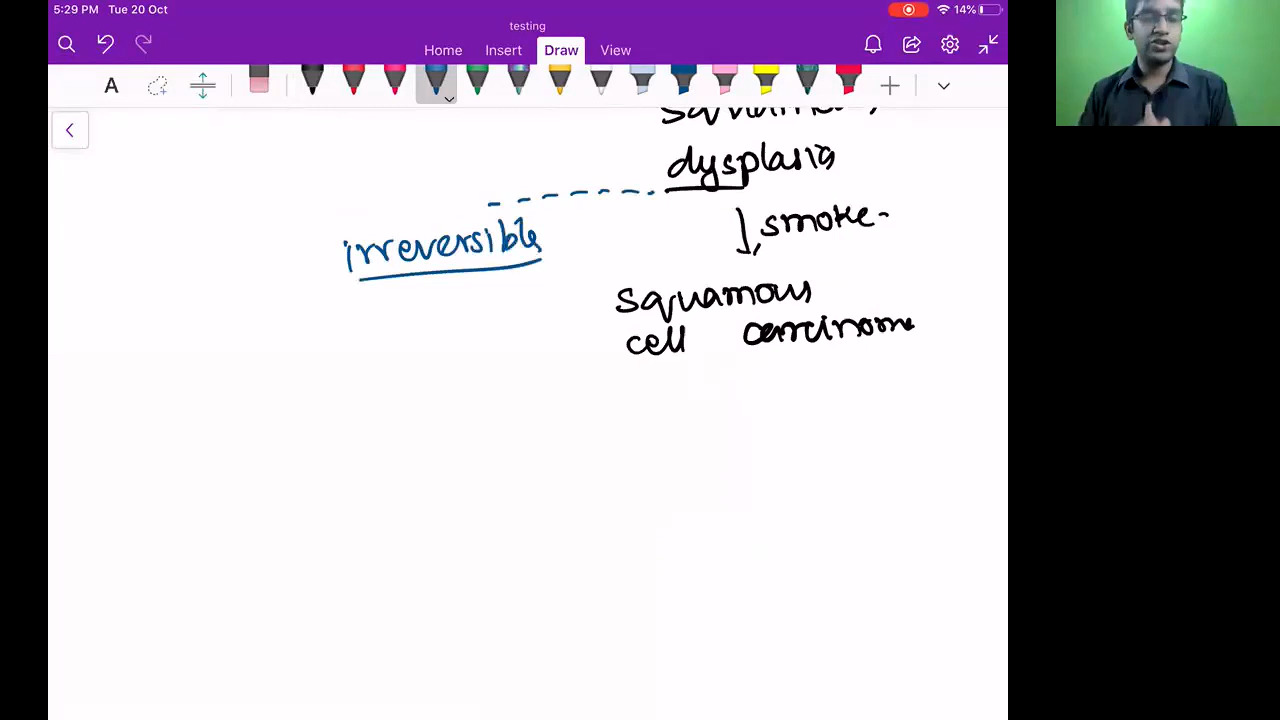 5:29 PM Tue 20 Oct
14%
testing
Home Insert Draw View
A
dysplasia
smoke-
irreversible
squamous
cell carcinoma